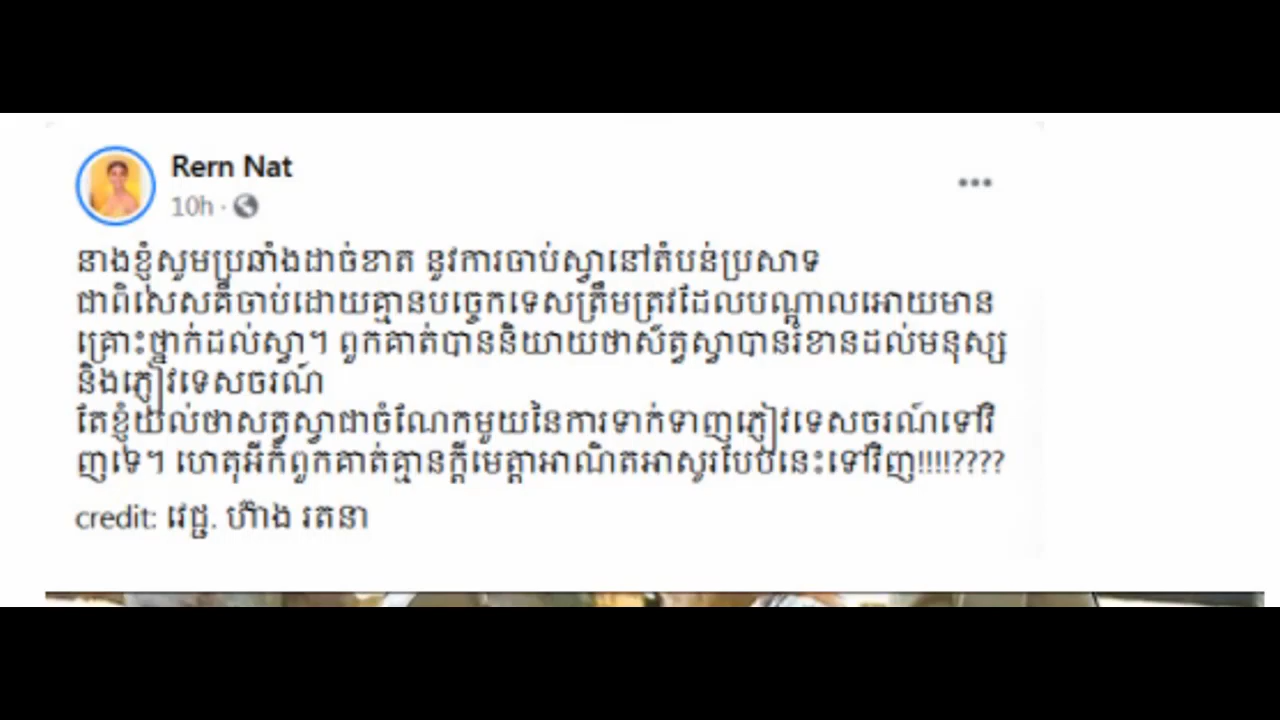 Rern Nat
10h ·
នាងខ្ញុំសូមប្រឆាំងដាច់ខាត នូវការចាប់ស្វានៅតំបន់ប្រសាទ
ជាពិសេសគឺចាប់ដោយគ្មានបច្ចេកទេសត្រឹមត្រូវដែលបណ្តាលអោយមាន
គ្រោះថ្នាក់ដល់ស្វា។ ពួកគាត់បាននិយាយថាសត្វស្វាបានរំខានដល់មនុស្ស
និងភ្ញៀវទេសចរណ៍
តែខ្ញុំយល់ថាសត្វស្វាជាចំណែកមួយនៃការទាក់ទាញភ្ញៀវទេសចរណ៍ទៅវិ
ញទេ។ ហេតុអីក៏ពួកគាត់គ្មានក្តីមេត្តាអាណិតអាសូរបែបនេះទៅវិញ!!!!????
credit: វេជ្ជ. ហ៊ាង រតនា